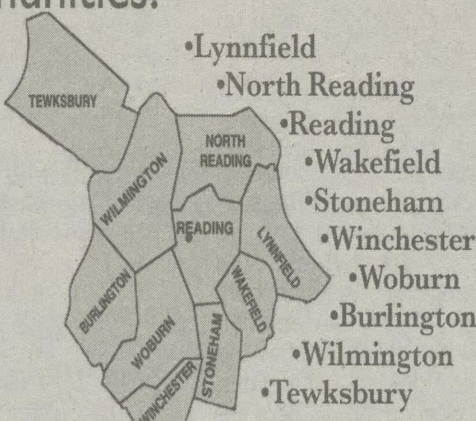 •Lynnfield
•North Reading
•Reading
•Wakefield
•Stoneham
•Winchester
•Woburn
•Burlington
•Wilmington
•Tewksbury
TEWKSBURY
WILMINGTON
NORTH
READING
READING
LYNNFIELD
WAKEFIELD
BURLINGTON
WOBURN
STONEHAM
WINCHESTER